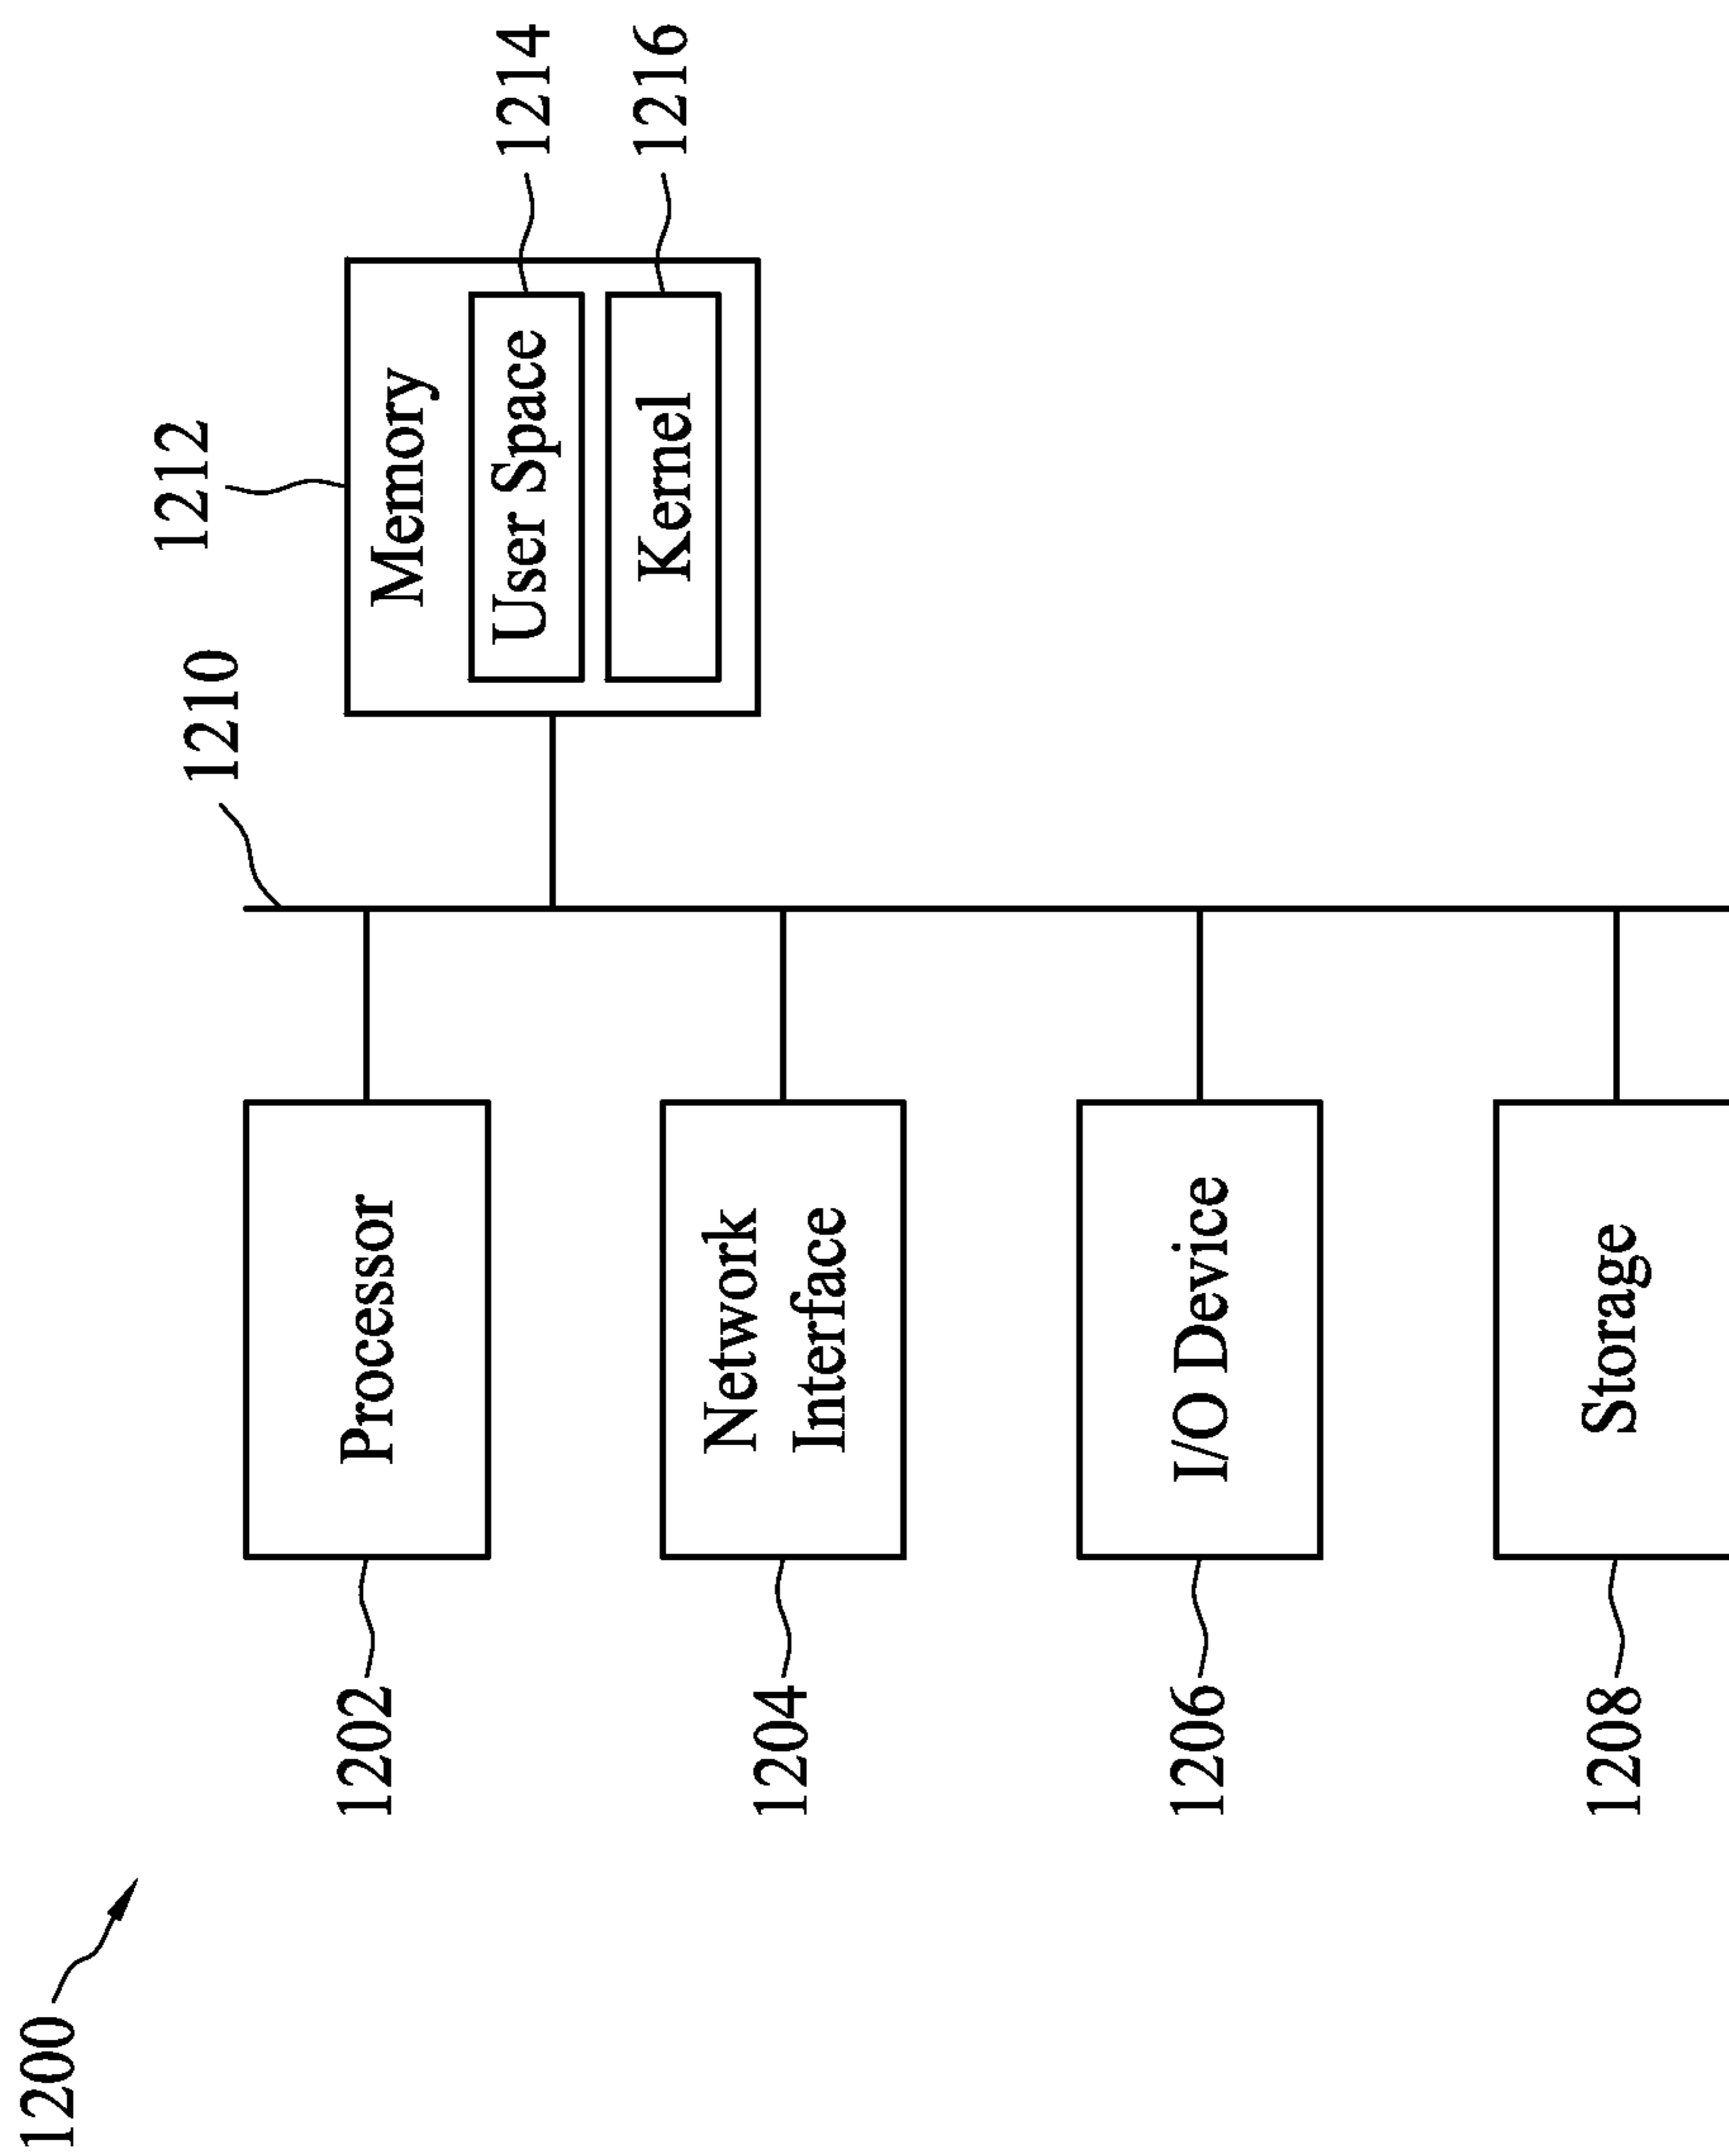 1200
1202
Processor
1204
Network
Interface
1206
I/O Device
1208
Storage
1210
1212
Memory
User Space
1214
Kernel
1216